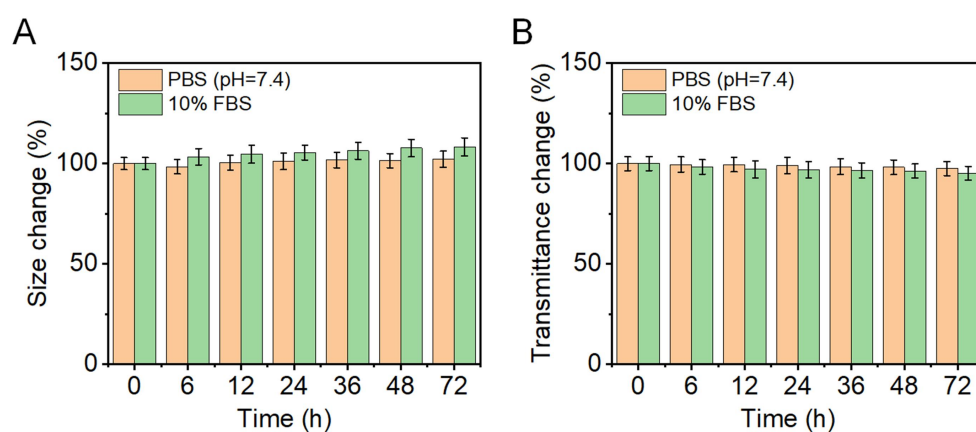 A
Size change (%)
150
100
50
0
PBS (pH=7.4)
10% FBS
0 6 12 24 36 48 72
Time (h)
B
Transmittance change (%)
150
100
50
0
PBS (pH=7.4)
10% FBS
0 6 12 24 36 48 72
Time (h)